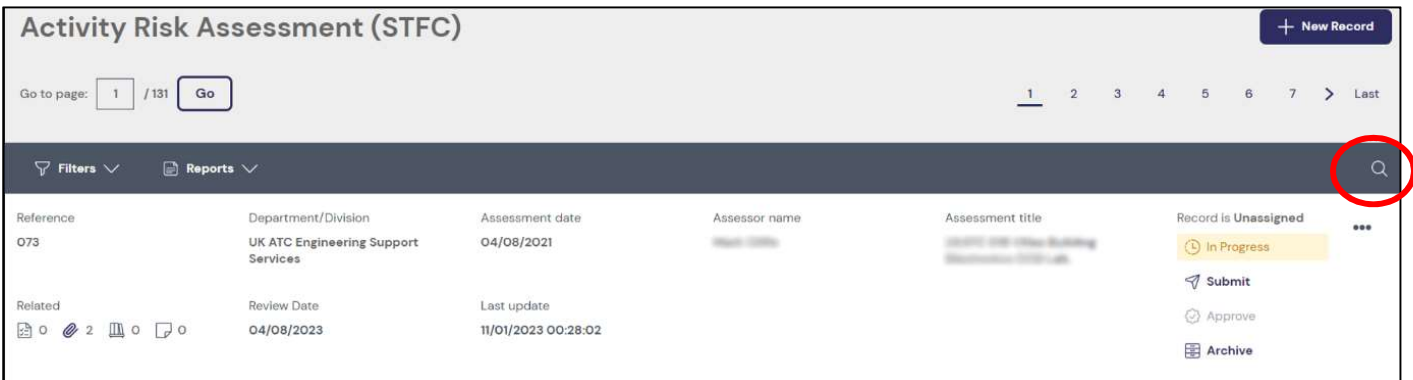 Activity Risk Assessment (STFC)
+ New Record
Go to page: 1 / 131 Go
1 2 3 4 5 6 7 > Last
Filters Reports
Reference Department/Division Assessment date Assessor name Assessment title Record is Unassigned
073 UK ATC Engineering Support 04/08/2021 In Progress
Services
Submit
Related Review Date Last update
0 2 0 0 04/08/2023 11/01/2023 00:28:02
Approve
Archive